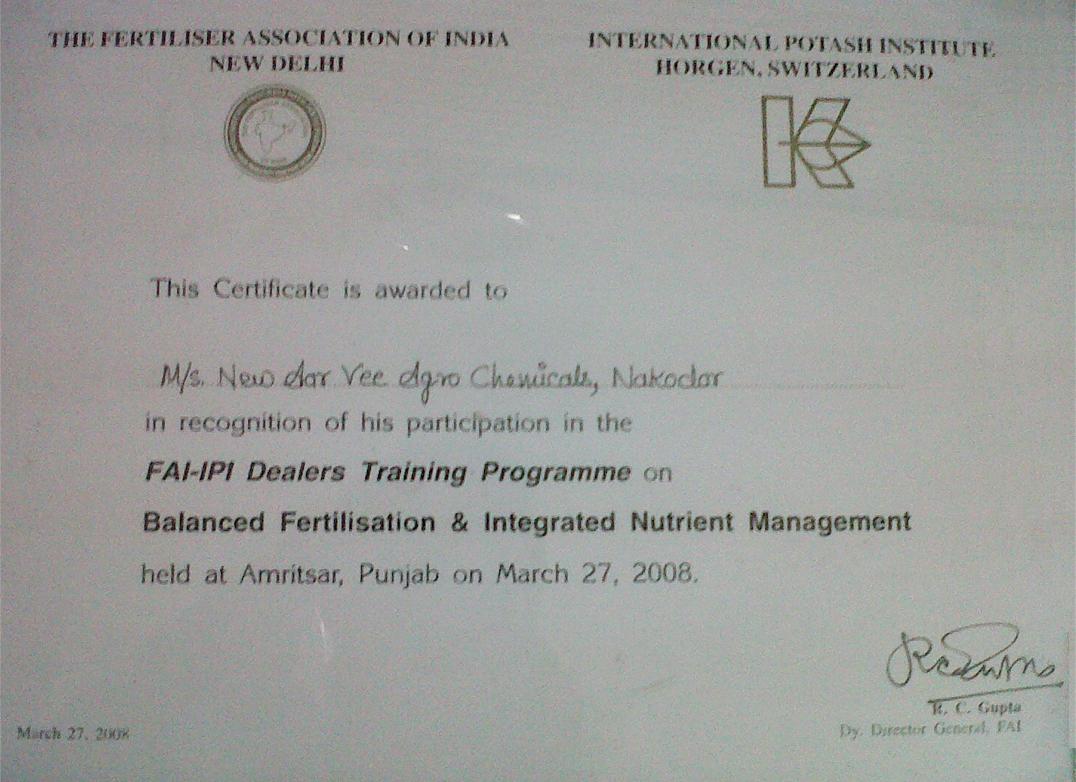 THE FERTILISER ASSOCIATION OF INDIA
NEW DELHI
INTERNATIONAL POTASH INSTITUTE
HORGEN, SWITZERLAND
This Certificate is awarded to
M/s. New Aar Vee Agro Chemicals, Nakodar
in recognition of his participation in the
FAI-IPI Dealers Training Programme on
Balanced Fertilisation & Integrated Nutrient Management
held at Amritsar, Punjab on March 27, 2008.
R. C. Gupta
Dy. Director General, FAI
March 27, 2008